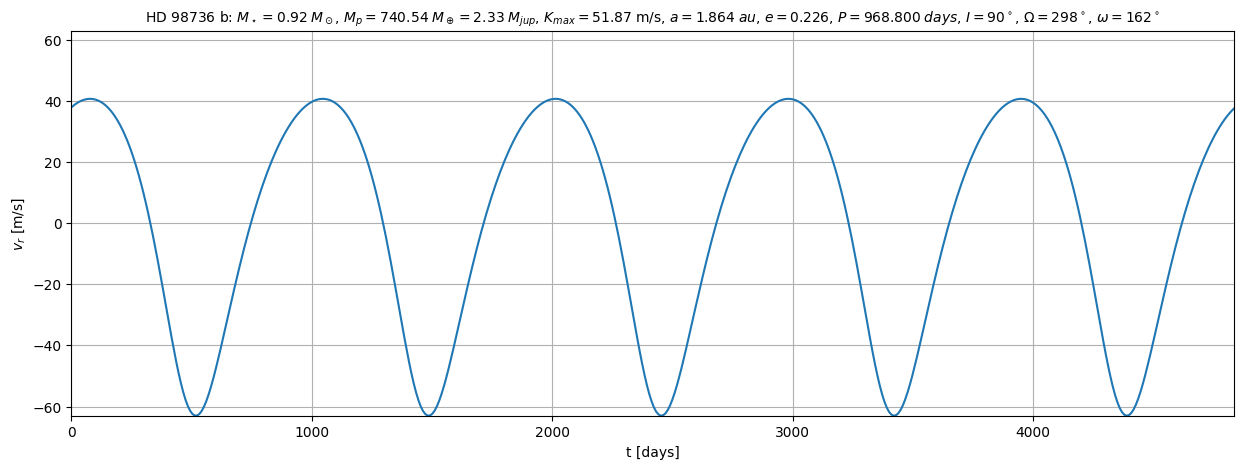 HD 98736 b: M⋆ = 0.92 M⊙, Mp = 740.54 M⊕ = 2.33 Mjup, Kmax = 51.87 m/s, a = 1.864 au, e = 0.226, P = 968.800 days, I = 90°, Ω = 298°, ω = 162°
60
40
20
0
−20
−40
−60
vr [m/s]
0 1000 2000 3000 4000
t [days]